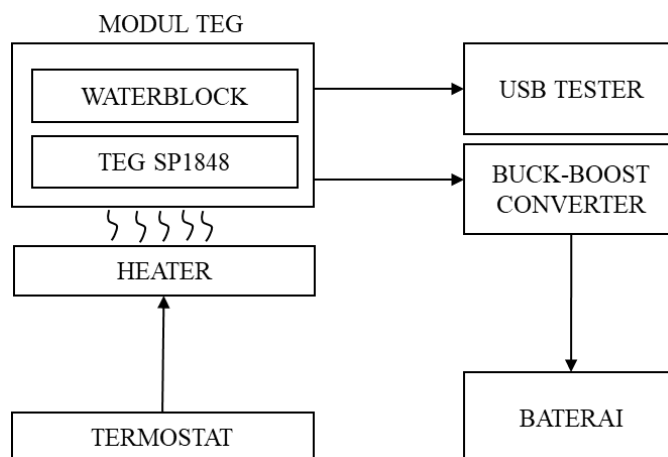 MODUL TEG
WATERBLOCK
TEG SP1848
HEATER
TERMOSTAT
USB TESTER
BUCK-BOOST
CONVERTER
BATERAI